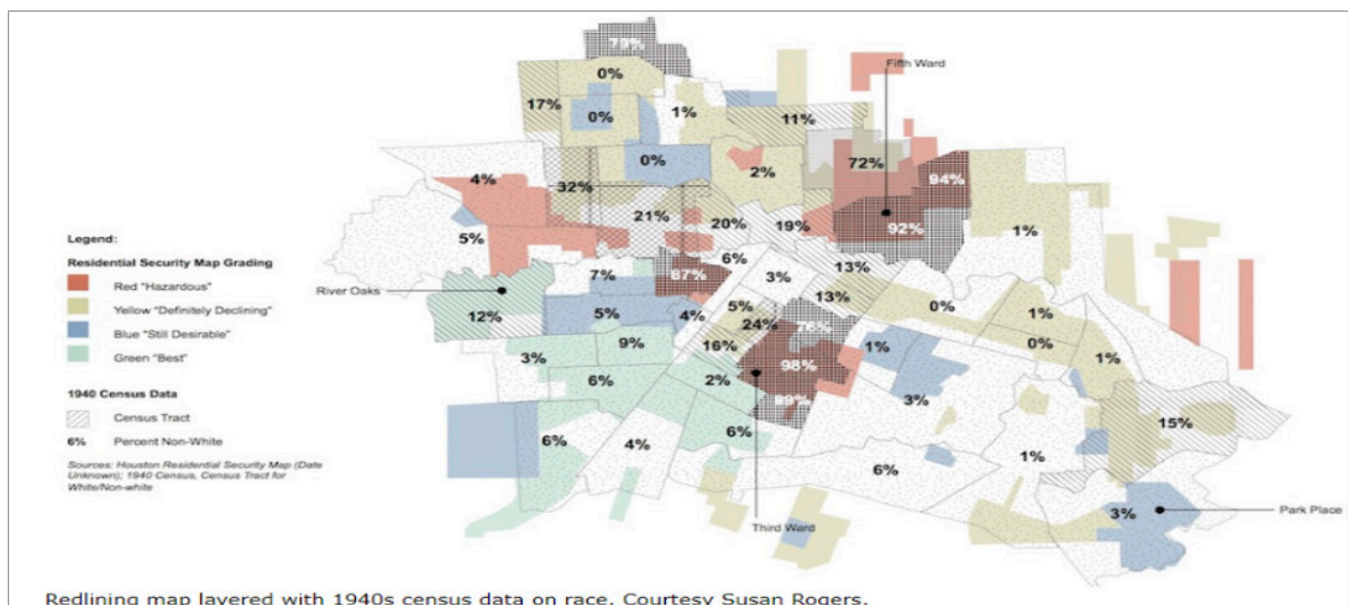 79%
Fifth Ward
0%
17%
0%
1%
11%
72%
0%
2%
94%
4%
32%
21%
20%
19%
92%
1%
Legend:
5%
Residential Security Map Grading
6%
13%
Red "Hazardous"
7%
87%
3%
River Oaks
Yellow "Definitely Declining"
12%
5%
4%
5%
13%
0%
1%
Blue "Still Desirable"
24%
76%
Green "Best"
9%
16%
1%
0%
3%
1%
98%
6%
2%
3%
1940 Census Data
89%
Census Tract
15%
6% Percent Non-White
6%
4%
6%
1%
6%
Sources: Houston Residential Security Map (Date
Unknown); 1940 Census, Census Tract for
White/Non-white
3%
Park Place
Third Ward
Redlining map layered with 1940s census data on race. Courtesy Susan Rogers.